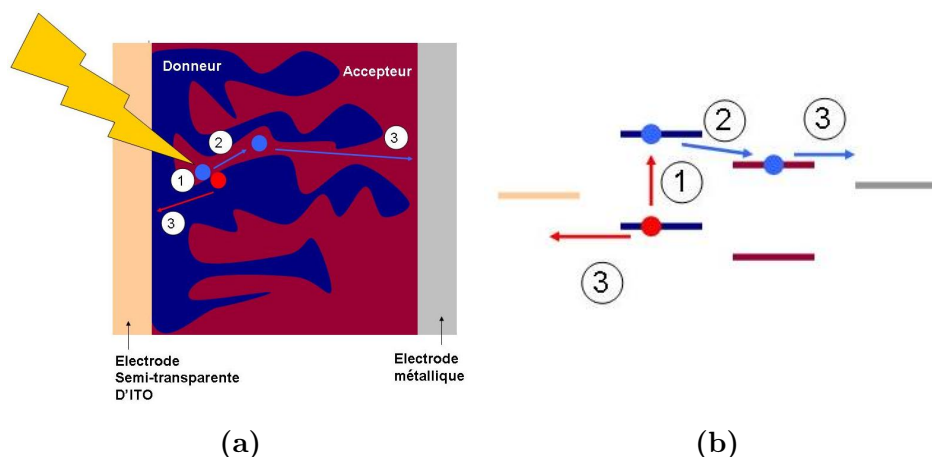 Donneur
Accepteur
2
3
1
3
Electrode
Semi-transparente
D'ITO
Electrode
métallique
(a)
2
3
1
3
(b)